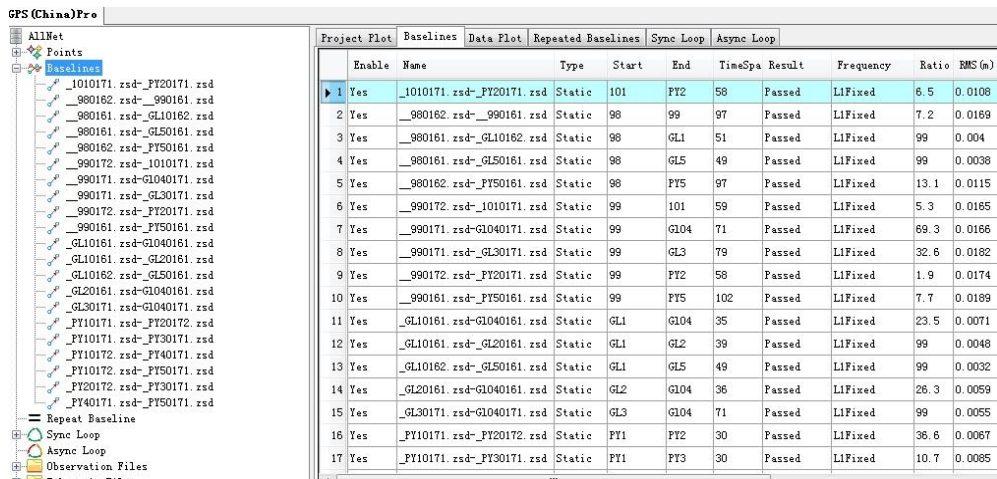 GPS(China)Pro
AllNet
Points
Baselines
_1010171.zsd-_PY20171.zsd
__980162.zsd-__990161.zsd
__980161.zsd-_GL10162.zsd
__980161.zsd-_GL50161.zsd
__980162.zsd-_PY50161.zsd
__990172.zsd-_1010171.zsd
__990171.zsd-Gl040171.zsd
__990171.zsd-_GL30171.zsd
__990172.zsd-_PY20171.zsd
__990161.zsd-_PY50161.zsd
_GL10161.zsd-Gl040161.zsd
_GL10161.zsd-_GL20161.zsd
_GL10162.zsd-_GL50161.zsd
_GL20161.zsd-Gl040161.zsd
_GL30171.zsd-Gl040171.zsd
_PY10171.zsd-_PY20172.zsd
_PY10171.zsd-_PY30171.zsd
_PY10172.zsd-_PY40171.zsd
_PY10172.zsd-_PY50171.zsd
_PY20172.zsd-_PY30171.zsd
_PY40171.zsd-_PY50171.zsd
Repeat Baseline
Sync Loop
Async Loop
Observation Files
Project Plot Baselines Data Plot Repeated Baselines Sync Loop Async Loop
Enable Name Type Start End TimeSpa Result Frequency Ratio RMS(m)
1 Yes _1010171.zsd-_PY20171.zsd Static 101 PY2 58 Passed L1Fixed 6.5 0.0108
2 Yes __980162.zsd-__990161.zsd Static 98 99 97 Passed L1Fixed 7.2 0.0169
3 Yes __980161.zsd-_GL10162.zsd Static 98 GL1 51 Passed L1Fixed 99 0.004
4 Yes __980161.zsd-_GL50161.zsd Static 98 GL5 49 Passed L1Fixed 99 0.0038
5 Yes __980162.zsd-_PY50161.zsd Static 98 PY5 97 Passed L1Fixed 13.1 0.0115
6 Yes __990172.zsd-_1010171.zsd Static 99 101 59 Passed L1Fixed 5.3 0.0165
7 Yes __990171.zsd-Gl040171.zsd Static 99 Gl04 71 Passed L1Fixed 69.3 0.0166
8 Yes __990171.zsd-_GL30171.zsd Static 99 GL3 79 Passed L1Fixed 32.6 0.0182
9 Yes __990172.zsd-_PY20171.zsd Static 99 PY2 58 Passed L1Fixed 1.9 0.0174
10 Yes __990161.zsd-_PY50161.zsd Static 99 PY5 102 Passed L1Fixed 7.7 0.0189
11 Yes _GL10161.zsd-Gl040161.zsd Static GL1 Gl04 35 Passed L1Fixed 23.5 0.0071
12 Yes _GL10161.zsd-_GL20161.zsd Static GL1 GL2 39 Passed L1Fixed 99 0.0048
13 Yes _GL10162.zsd-_GL50161.zsd Static GL1 GL5 49 Passed L1Fixed 99 0.0032
14 Yes _GL20161.zsd-Gl040161.zsd Static GL2 Gl04 36 Passed L1Fixed 26.3 0.0059
15 Yes _GL30171.zsd-Gl040171.zsd Static GL3 Gl04 71 Passed L1Fixed 99 0.0055
16 Yes _PY10171.zsd-_PY20172.zsd Static PY1 PY2 30 Passed L1Fixed 36.6 0.0067
17 Yes _PY10171.zsd-_PY30171.zsd Static PY1 PY3 30 Passed L1Fixed 10.7 0.0085